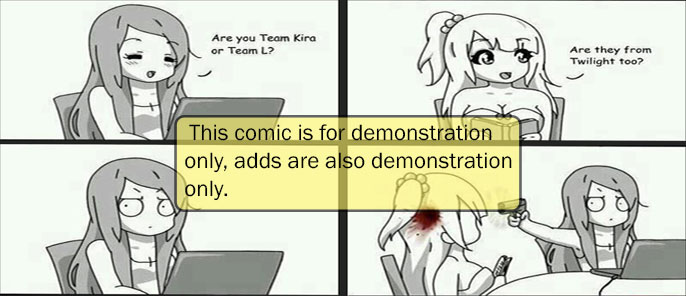 Are you Team Kira
or Team L?
Are they from
Twilight too?
This comic is for demonstration
only, adds are also demonstration
only.